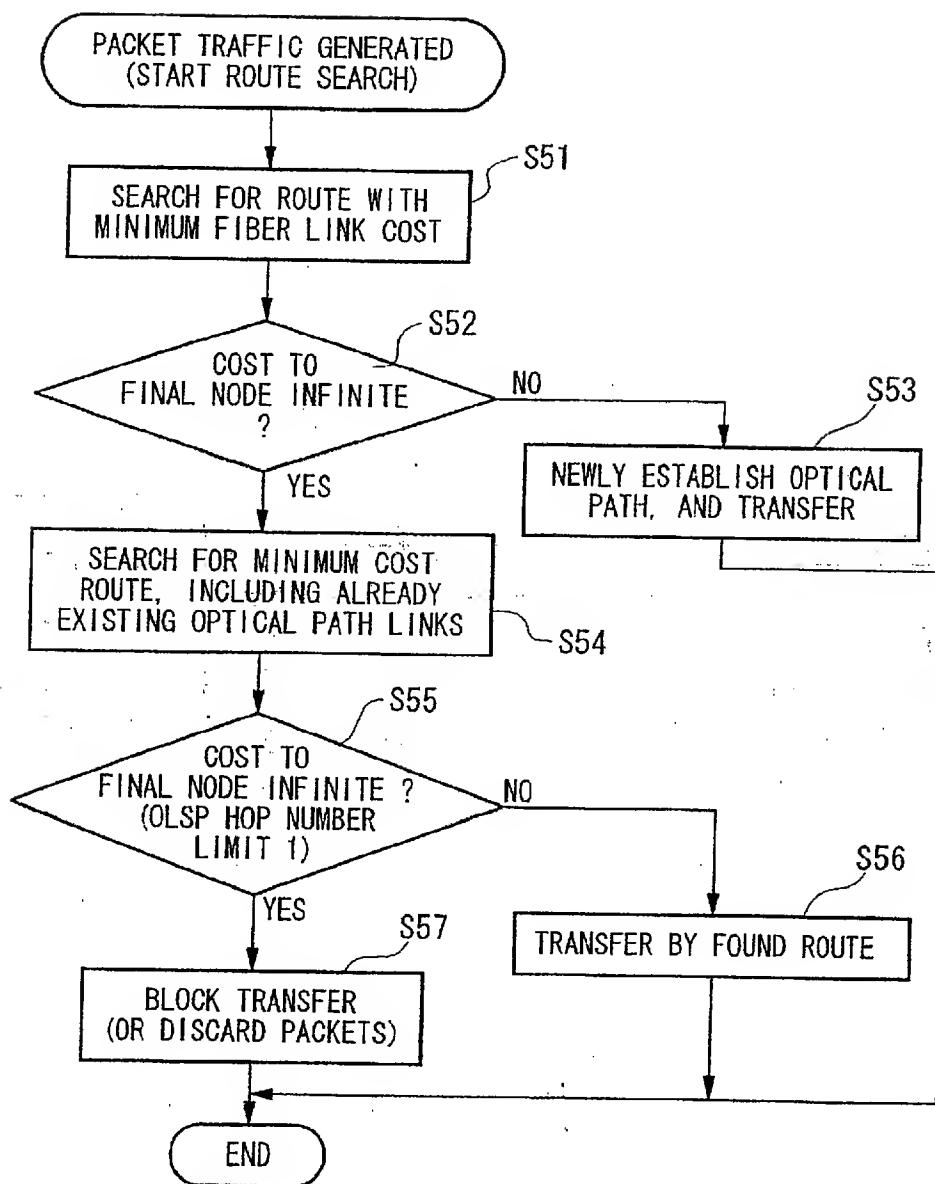 PACKET TRAFFIC GENERATED
(START ROUTE SEARCH)
S51
SEARCH FOR ROUTE WITH
MINIMUM FIBER LINK COST
S52
COST TO
FINAL NODE INFINITE
?
NO
YES
S53
NEWLY ESTABLISH OPTICAL
PATH, AND TRANSFER
SEARCH FOR MINIMUM COST
ROUTE, INCLUDING ALREADY
EXISTING OPTICAL PATH LINKS
S54
S55
COST TO
FINAL NODE INFINITE ?
(OLSP HOP NUMBER
LIMIT 1)
NO
YES
S56
TRANSFER BY FOUND ROUTE
S57
BLOCK TRANSFER
(OR DISCARD PACKETS)
END